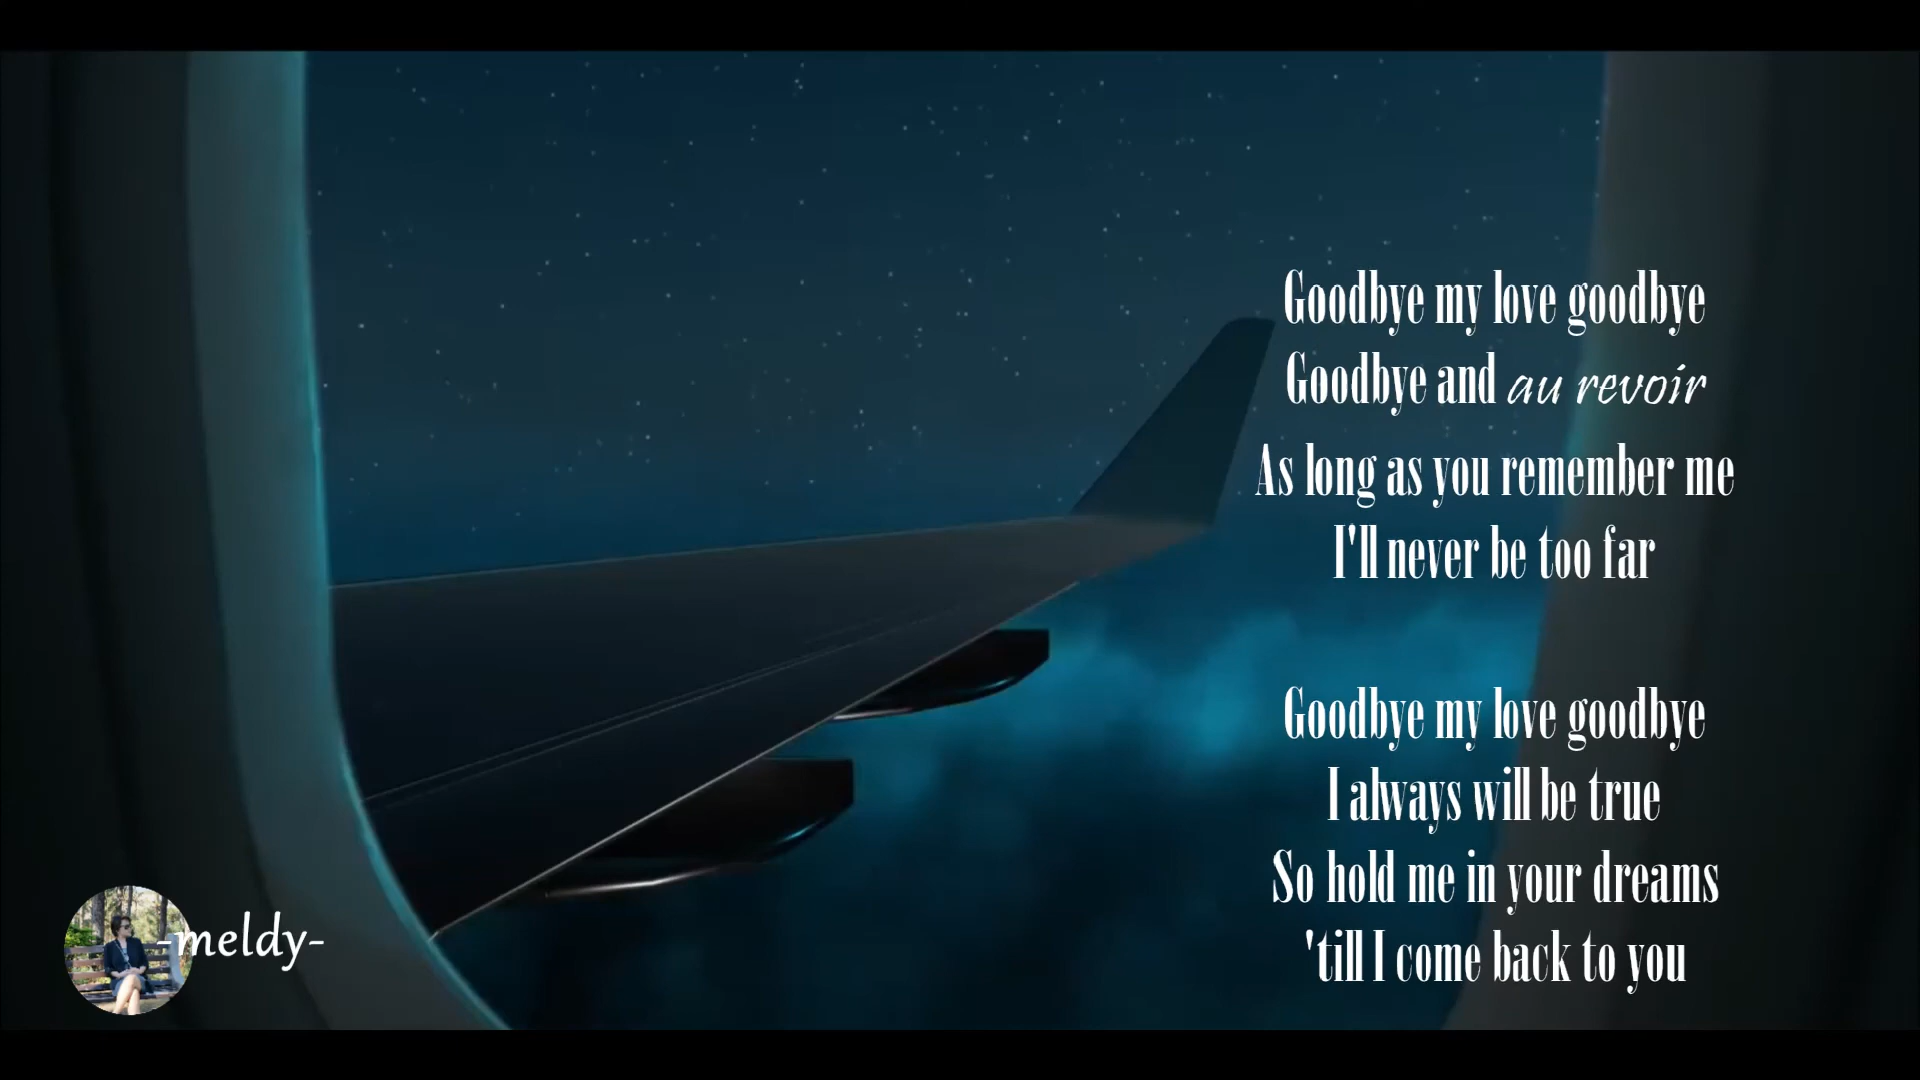 Goodbye my love goodbye
Goodbye and au revoir
As long as you remember me
I'll never be too far
Goodbye my love goodbye
I always will be true
So hold me in your dreams
'till I come back to you
-meldy-